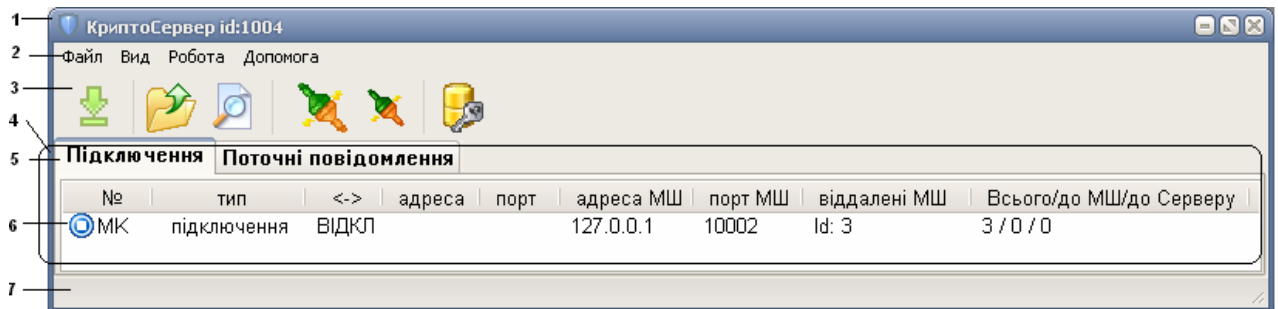 1 КриптоСервер id:1004
2 Файл Вид Робота Допомога
3
4
5 Підключення Поточні повідомлення
№ тип <-> адреса порт адреса МШ порт МШ віддалені МШ Всього/до МШ/до Серверу
6 МК підключення ВІДКЛ 127.0.0.1 10002 Id: 3 3 / 0 / 0
7